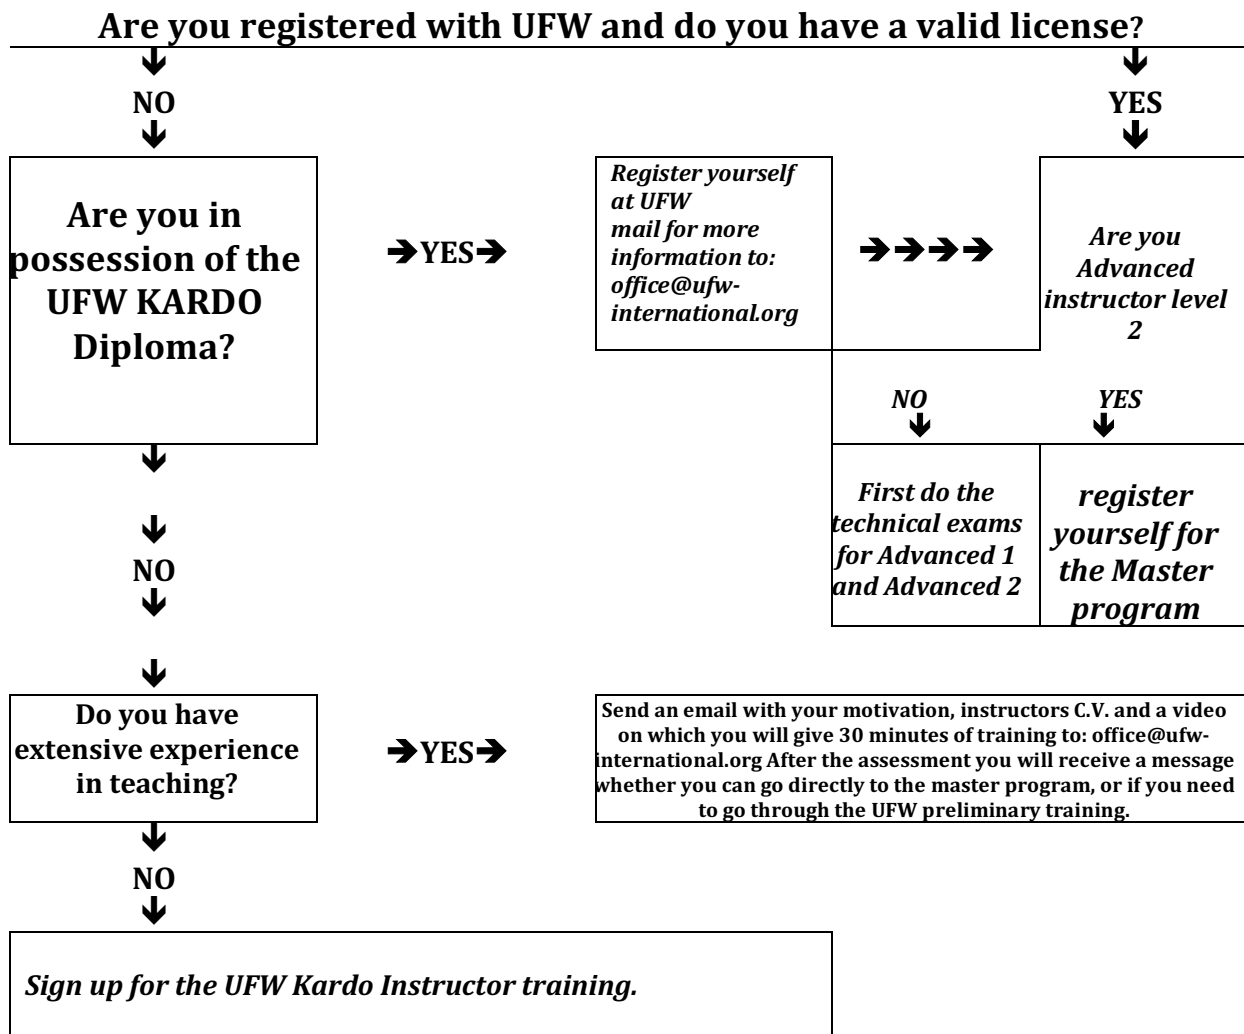 Are you registered with UFW and do you have a valid license?
NO
YES
Are you in
possession of the
UFW KARDO
Diploma?
YES
Register yourself
at UFW
mail for more
information to:
office@ufw-
international.org
Are you
Advanced
instructor level
2
NO
YES
First do the
technical exams
for Advanced 1
and Advanced 2
register
yourself for
the Master
program
NO
Do you have
extensive experience
in teaching?
YES
Send an email with your motivation, instructors C.V. and a video
on which you will give 30 minutes of training to: office@ufw-
international.org After the assessment you will receive a message
whether you can go directly to the master program, or if you need
to go through the UFW preliminary training.
NO
Sign up for the UFW Kardo Instructor training.